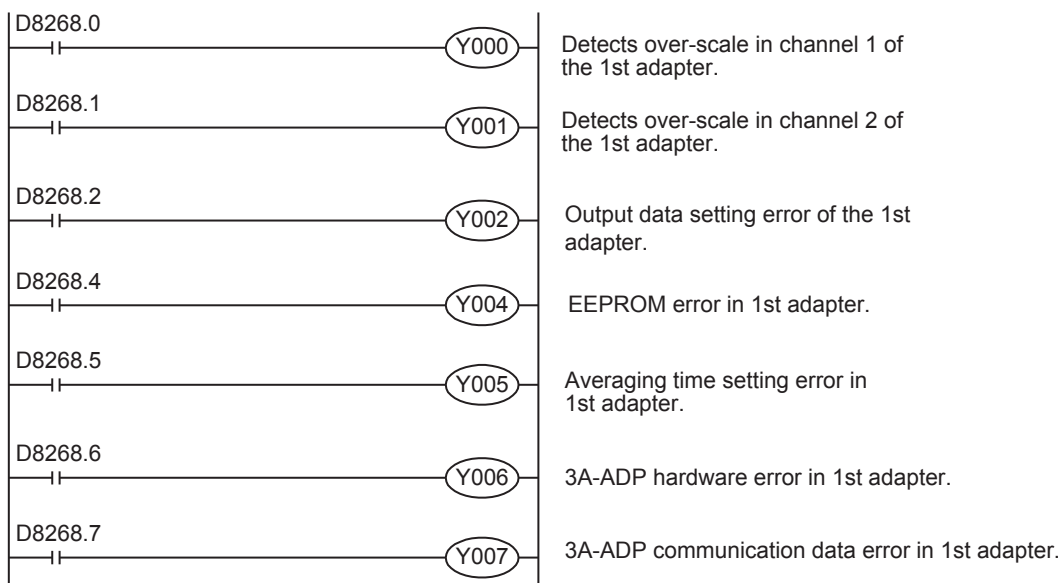 D8268.0
Y000
Detects over-scale in channel 1 of
the 1st adapter.
D8268.1
Y001
Detects over-scale in channel 2 of
the 1st adapter.
D8268.2
Y002
Output data setting error of the 1st
adapter.
D8268.4
Y004
EEPROM error in 1st adapter.
D8268.5
Y005
Averaging time setting error in
1st adapter.
D8268.6
Y006
3A-ADP hardware error in 1st adapter.
D8268.7
Y007
3A-ADP communication data error in 1st adapter.